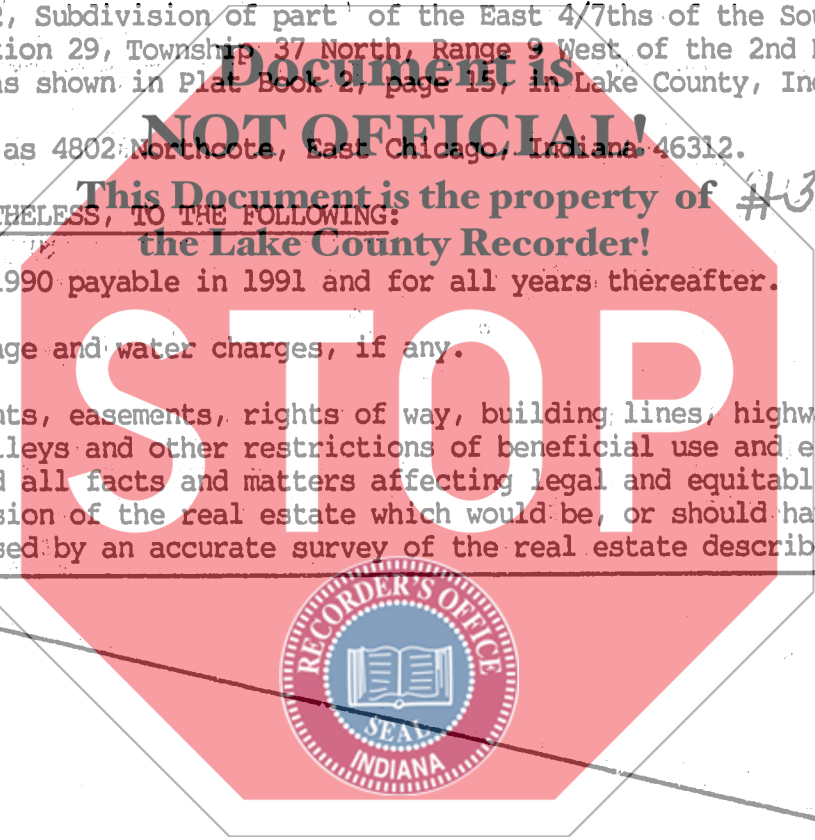 2, Subdivision of part of the East 4/7ths of the Sou
tion 29, Township 37 North, Range 9 West of the 2nd
Document is
as shown in Plat Book 2, page 15, in Lake County, In
NOT OFFICIAL!
as 4802 Northcote, East Chicago, Indiana 46312.
This Document is the property of #3
THELESS, TO THE FOLLOWING:
the Lake County Recorder!
1990 payable in 1991 and for all years thereafter.
STOP
age and water charges, if any.
nts, easements, rights of way, building lines, highw
lleys and other restrictions of beneficial use and e
d all facts and matters affecting legal and equitabl
sion of the real estate which would be, or should ha
sed by an accurate survey of the real estate describ
RECORDER'S OFFICE
SEAL
INDIANA